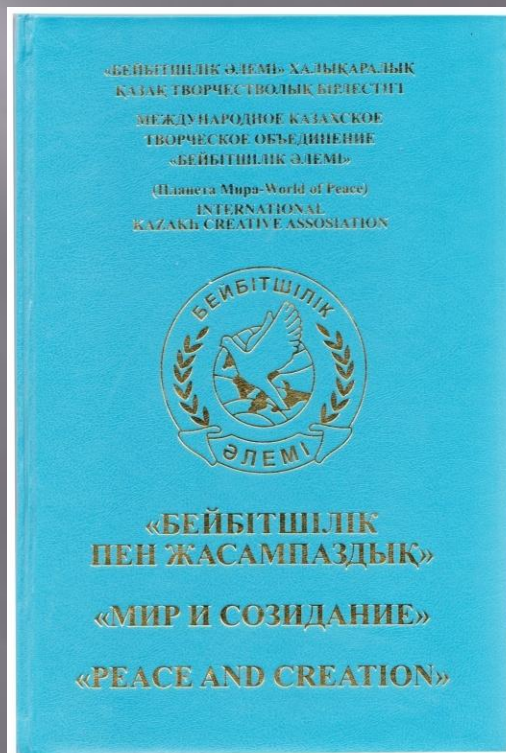 «БЕЙБІТШІЛІК ӘЛЕМІ» ХАЛЫҚАРАЛЫҚ
ҚАЗАҚ ТВОРЧЕСТВОЛЫҚ БІРЛЕСТІГІ
МЕЖДУНАРОДНОЕ КАЗАХСКОЕ
ТВОРЧЕСКОЕ ОБЪЕДИНЕНИЕ
«БЕЙБІТШІЛІК ӘЛЕМІ»
(Планета Мира-World of Peace)
INTERNATIONAL
KAZAKh CREATIVE ASSOSIATION
БЕЙБІТШІЛІК
ӘЛЕМІ
«БЕЙБІТШІЛІК
ПЕН ЖАСАМПАЗДЫҚ»
«МИР И СОЗИДАНИЕ»
«PEACE AND CREATION»